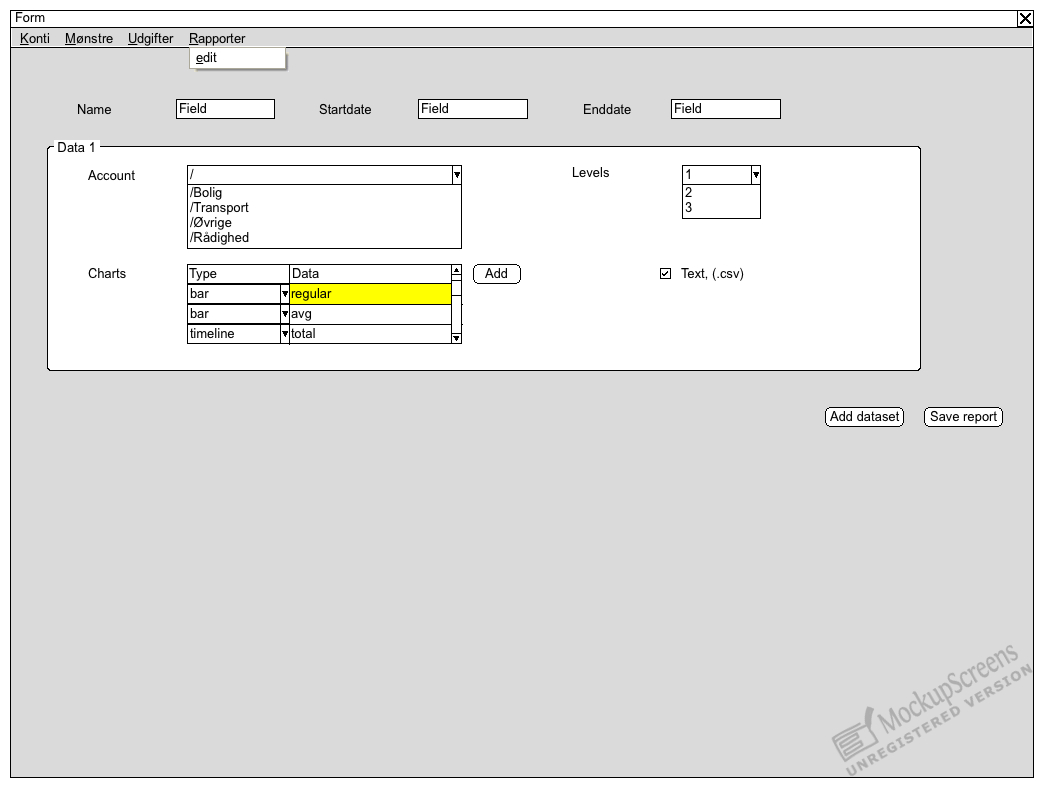 Form
Konti Mønstre Udgifter Rapporter
edit
Name Field Startdate Field Enddate Field
Data 1
Account / Levels 1
/Bolig 2
/Transport 3
/Øvrige
/Rådighed
Charts Type Data Add Text, (.csv)
bar regular
bar avg
timeline total
Add dataset Save report
MockupScreens
UNREGISTERED VERSION